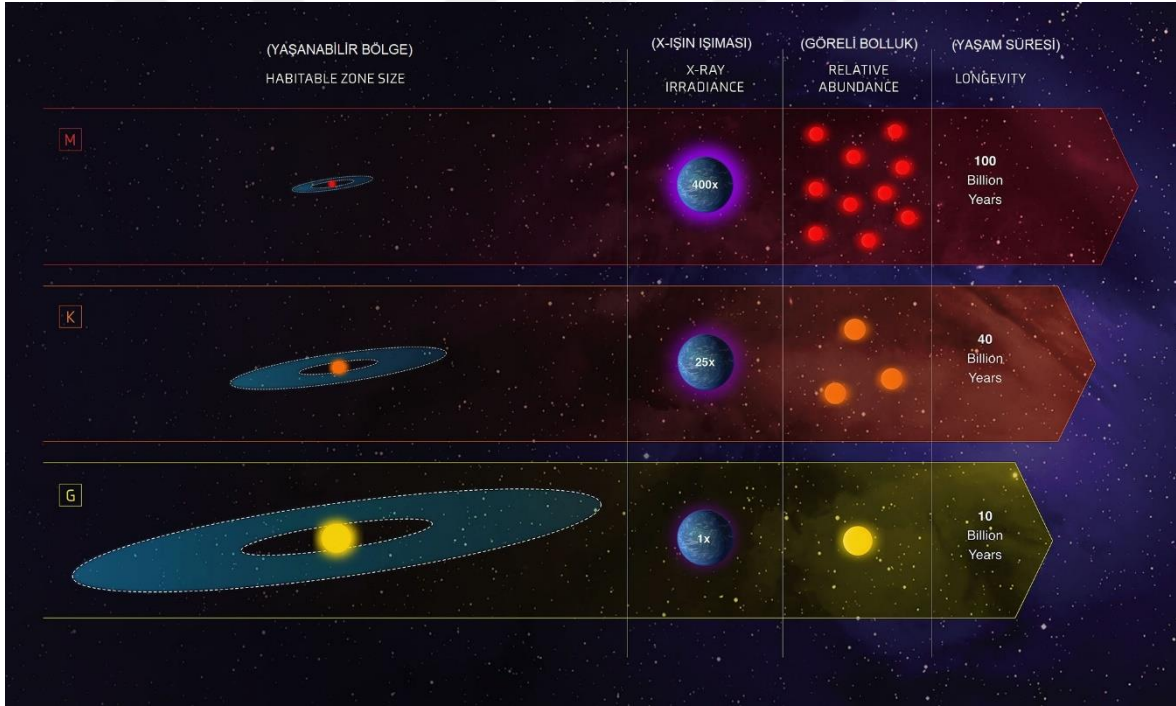 (YAŞANABİLİR BÖLGE)
HABITABLE ZONE SIZE
(X-IŞIN IŞIMASI)
X-RAY
IRRADIANCE
(GÖRELİ BOLLUK)
RELATIVE
ABUNDANCE
(YAŞAM SÜRESİ)
LONGEVITY
M
400x
100
Billion
Years
K
25x
40
Billion
Years
G
1x
10
Billion
Years